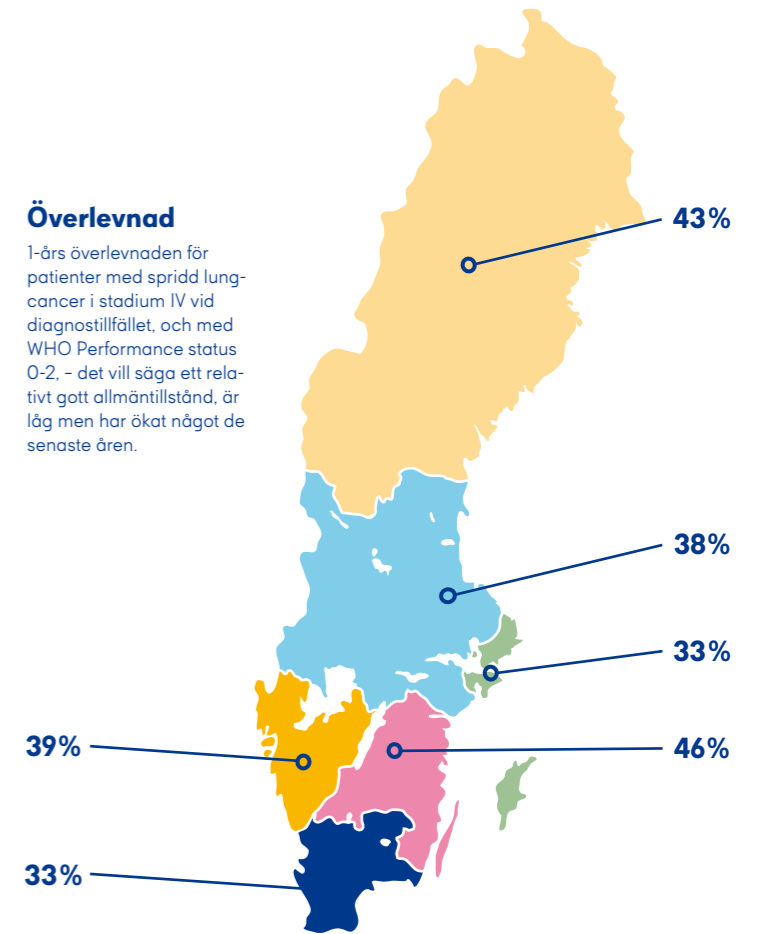 Överlevnad
1-års överlevnaden för
patienter med spridd lung-
cancer i stadium IV vid
diagnostillfället, och med
WHO Performance status
0-2, – det vill säga ett rela-
tivt gott allmäntillstånd, är
låg men har ökat något de
senaste åren.
43%
38%
33%
39%
46%
33%